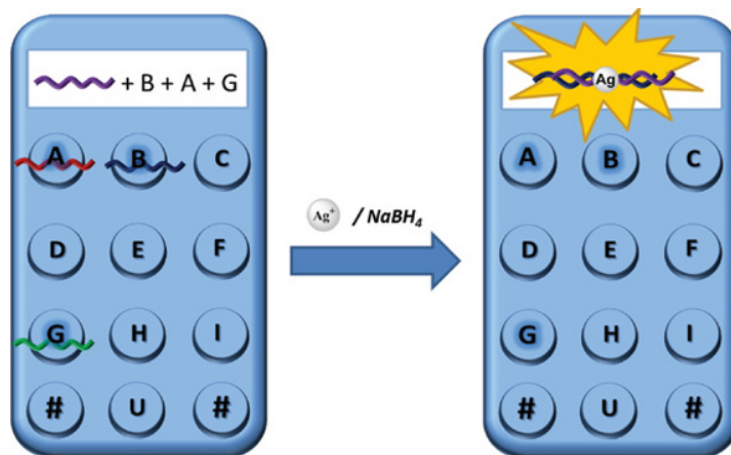 + B + A + G
A B C
D E F
G H I
# U #
Ag⁺ / NaBH₄
Ag
A B C
D E F
G H I
# U #